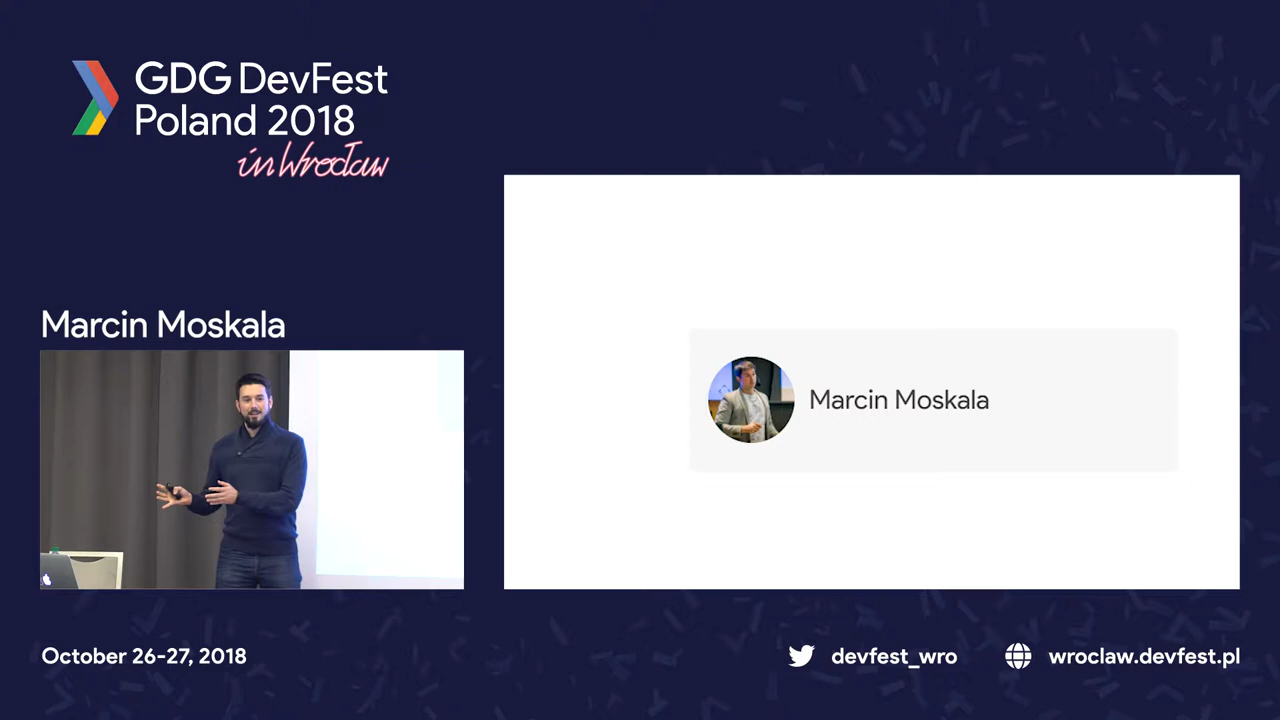 GDG DevFest
Poland 2018
in Wrocław
Marcin Moskala
Marcin Moskala
October 26-27, 2018
devfest_wro
wroclaw.devfest.pl